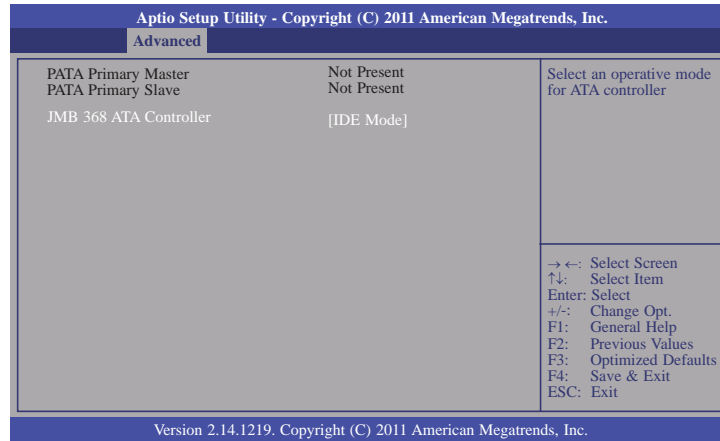 Aptio Setup Utility - Copyright (C) 2011 American Megatrends, Inc.
Advanced
PATA Primary Master Not Present
PATA Primary Slave Not Present
JMB 368 ATA Controller [IDE Mode]
Select an operative mode
for ATA controller
→ ←: Select Screen
↑↓: Select Item
Enter: Select
+/-: Change Opt.
F1: General Help
F2: Previous Values
F3: Optimized Defaults
F4: Save & Exit
ESC: Exit
Version 2.14.1219. Copyright (C) 2011 American Megatrends, Inc.